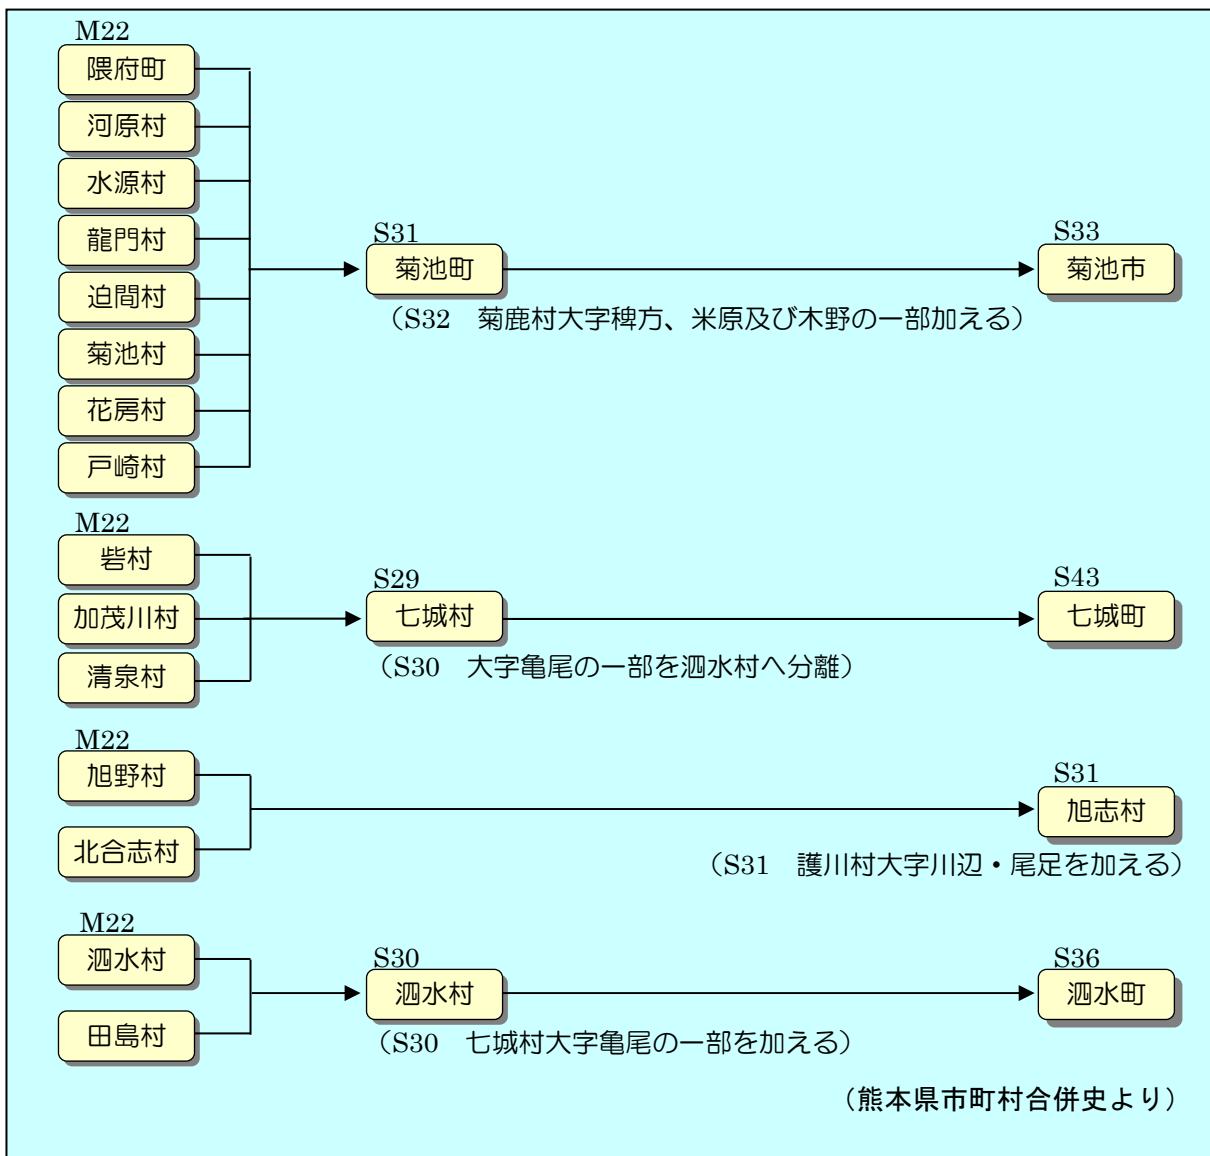 M22
隈府町
河原村
水源村
龍門村
迫間村
菊池村
花房村
戸崎村
S31
菊池町
S33
菊池市
（S32　菊鹿村大字稗方、米原及び木野の一部加える）
M22
砦村
加茂川村
清泉村
S29
七城村
S43
七城町
（S30　大字亀尾の一部を泗水村へ分離）
M22
旭野村
北合志村
S31
旭志村
（S31　護川村大字川辺・尾足を加える）
M22
泗水村
田島村
S30
泗水村
S36
泗水町
（S30　七城村大字亀尾の一部を加える）
（熊本県市町村合併史より）